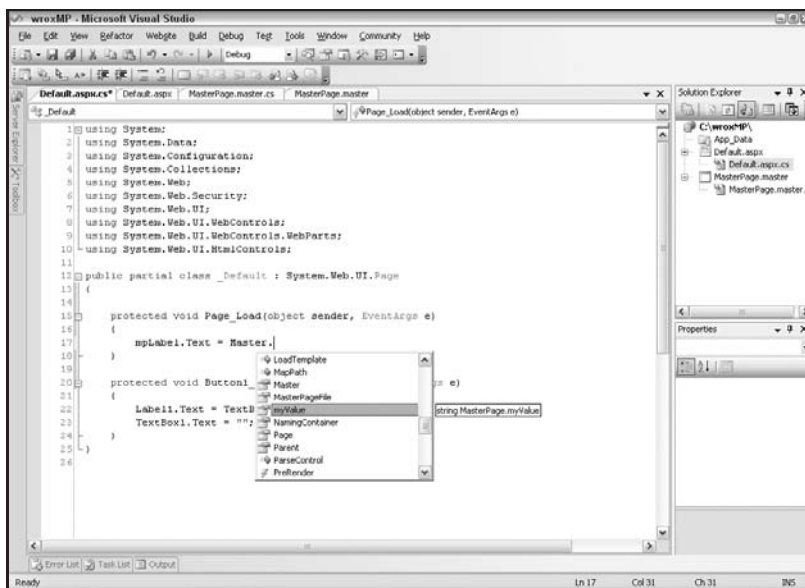 wroxMP - Microsoft Visual Studio
File Edit View Refactor Website Build Debug Test Tools Window Community Help
Debug
Default.aspx.cs* Default.aspx MasterPage.master.cs MasterPage.master
_Default Page_Load(object sender, EventArgs e)
Server Explorer
Toolbox
1 using System;
2 using System.Data;
3 using System.Configuration;
4 using System.Collections;
5 using System.Web;
6 using System.Web.Security;
7 using System.Web.UI;
8 using System.Web.UI.WebControls;
9 using System.Web.UI.WebControls.WebParts;
10 using System.Web.UI.HtmlControls;
11
12 public partial class _Default : System.Web.UI.Page
13 {
14
15 protected void Page_Load(object sender, EventArgs e)
16 {
17 mpLabel.Text = Master.
18 }
19
20 protected void Button1_ gs e)
21 {
22 Label1.Text = TextB
23 TextBox1.Text = "";
24 }
25 }
26
LoadTemplate
MapPath
Master
MasterPageFile
myValue
NamingContainer
Page
Parent
ParseControl
PreRender
string MasterPage.myValue
Solution Explorer
C:\wroxMP\
App_Data
Default.aspx
Default.aspx.cs
MasterPage.master
MasterPage.master.
Properties
Error List Task List Output
Ready Ln 17 Col 31 Ch 31 INS